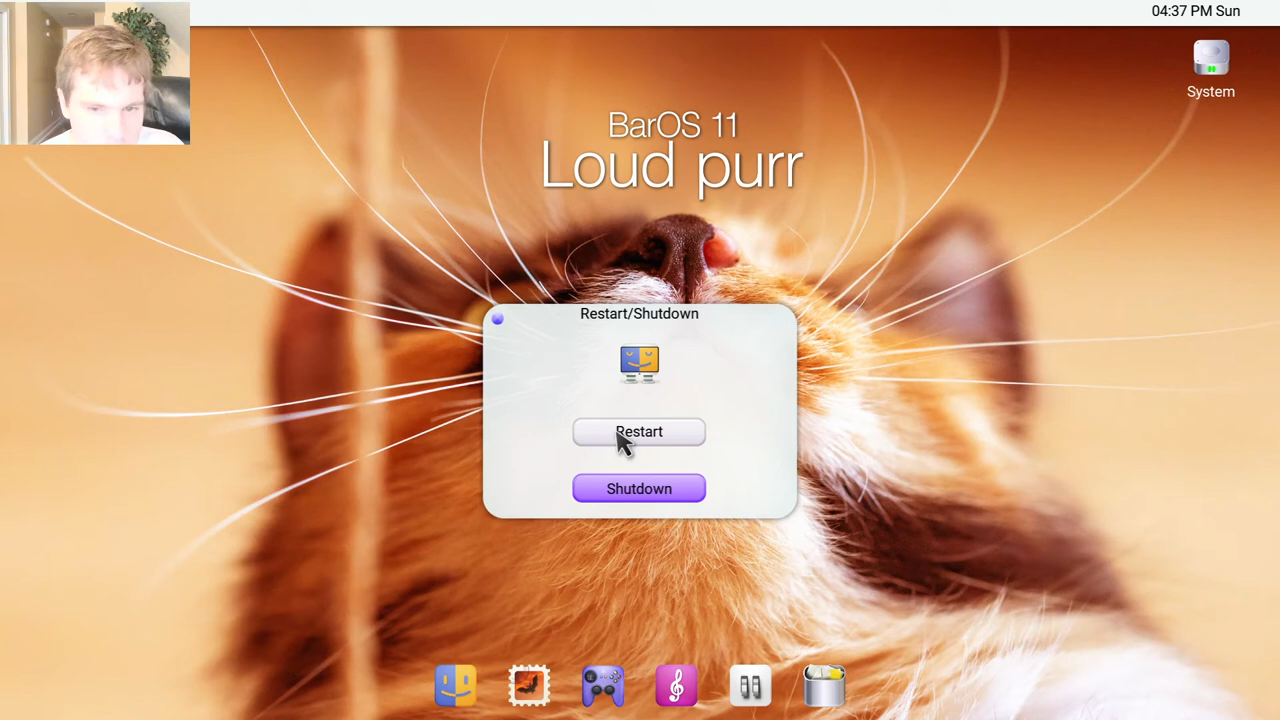 04:37 PM Sun
System
BarOS 11
Loud purr
Restart/Shutdown
Restart
Shutdown